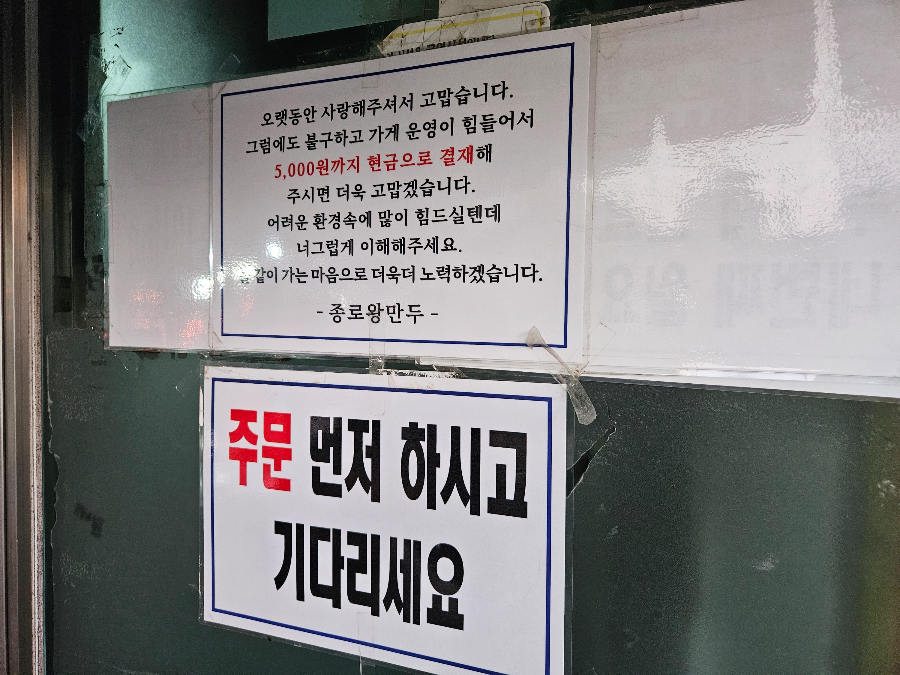 오랫동안 사랑해주셔서 고맙습니다.
그럼에도 불구하고 가게 운영이 힘들어서
5,000원까지 현금으로 결재해
주시면 더욱 고맙겠습니다.
어려운 환경속에 많이 힘드실텐데
너그럽게 이해해주세요.
같이 가는 마음으로 더욱더 노력하겠습니다.
- 종로왕만두 -
주문 먼저 하시고
기다리세요